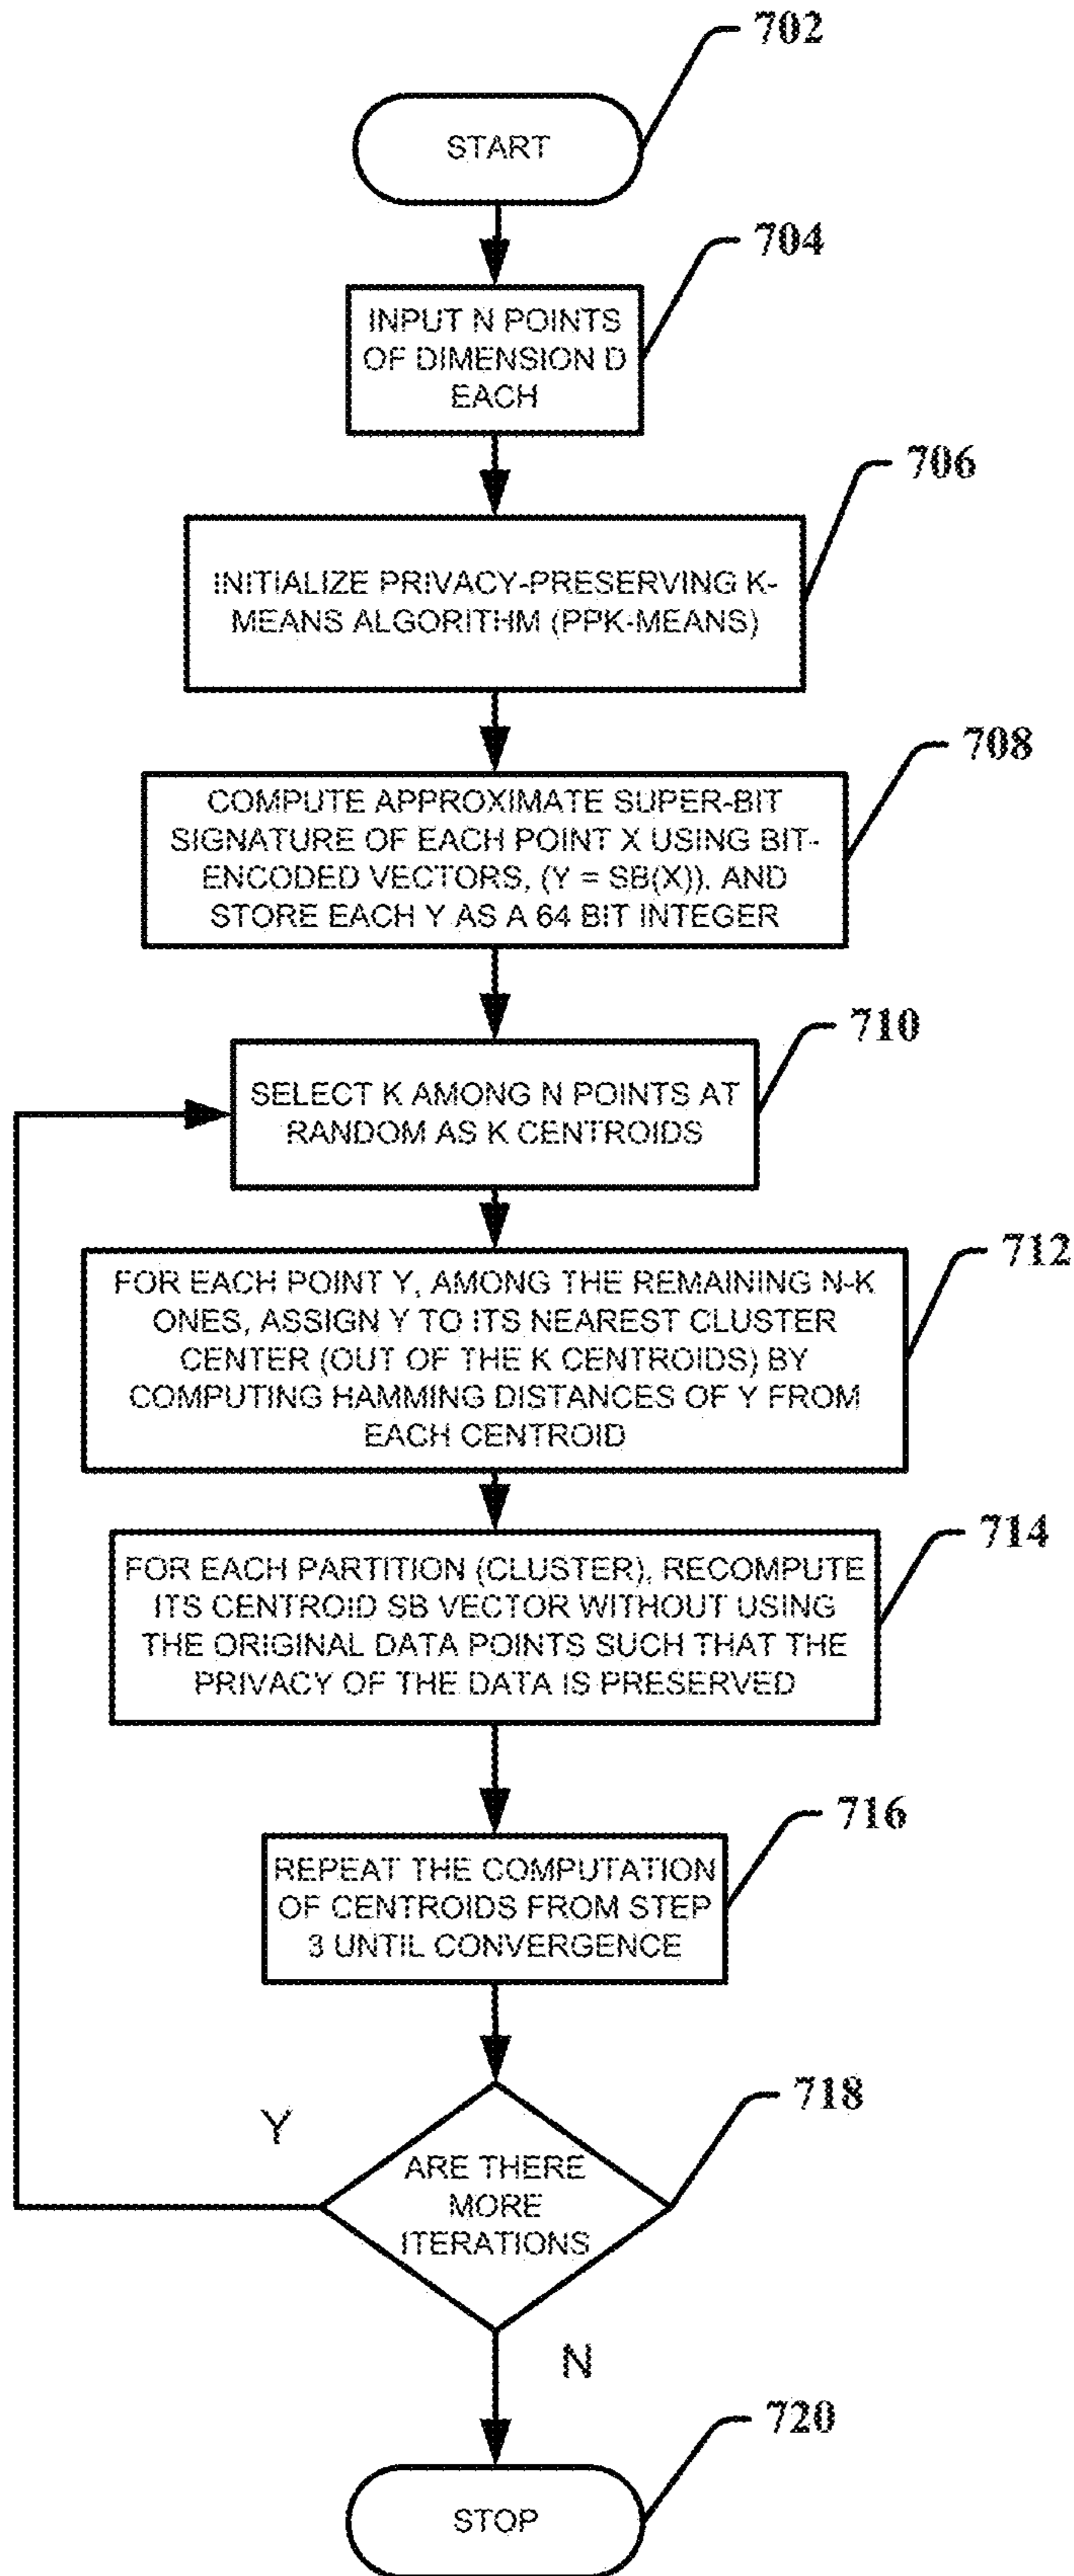 702
START
704
INPUT N POINTS
OF DIMENSION D
EACH
706
INITIALIZE PRIVACY-PRESERVING K-
MEANS ALGORITHM (PPK-MEANS)
708
COMPUTE APPROXIMATE SUPER-BIT
SIGNATURE OF EACH POINT X USING BIT-
ENCODED VECTORS, (Y = SB(X)), AND
STORE EACH Y AS A 64 BIT INTEGER
710
SELECT K AMONG N POINTS AT
RANDOM AS K CENTROIDS
712
FOR EACH POINT Y, AMONG THE REMAINING N-K
ONES, ASSIGN Y TO ITS NEAREST CLUSTER
CENTER (OUT OF THE K CENTROIDS) BY
COMPUTING HAMMING DISTANCES OF Y FROM
EACH CENTROID
714
FOR EACH PARTITION (CLUSTER), RECOMPUTE
ITS CENTROID SB VECTOR WITHOUT USING
THE ORIGINAL DATA POINTS SUCH THAT THE
PRIVACY OF THE DATA IS PRESERVED
716
REPEAT THE COMPUTATION
OF CENTROIDS FROM STEP
3 UNTIL CONVERGENCE
718
Y
ARE THERE
MORE
ITERATIONS
N
720
STOP